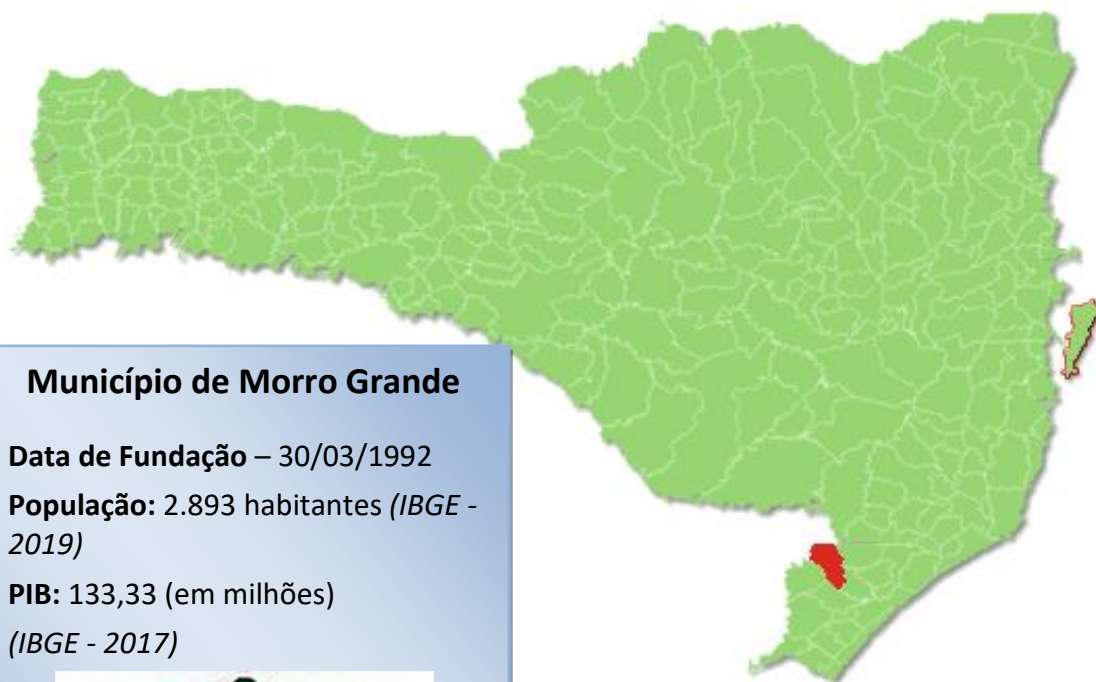 Município de Morro Grande
Data de Fundação – 30/03/1992
População: 2.893 habitantes (IBGE -
2019)
PIB: 133,33 (em milhões)
(IBGE - 2017)